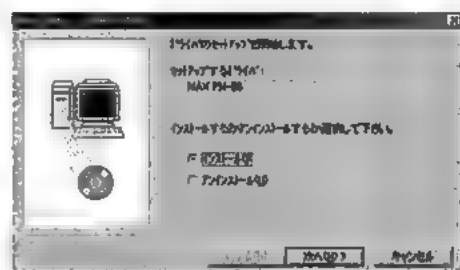 ドライバのセットアップを開始します。
セットアップするドライバ:
MAX PM-
インストールするかアンインストールするか選択して下さい。
インストール(I)
アンインストール(U)
次へ(N) >
キャンセル